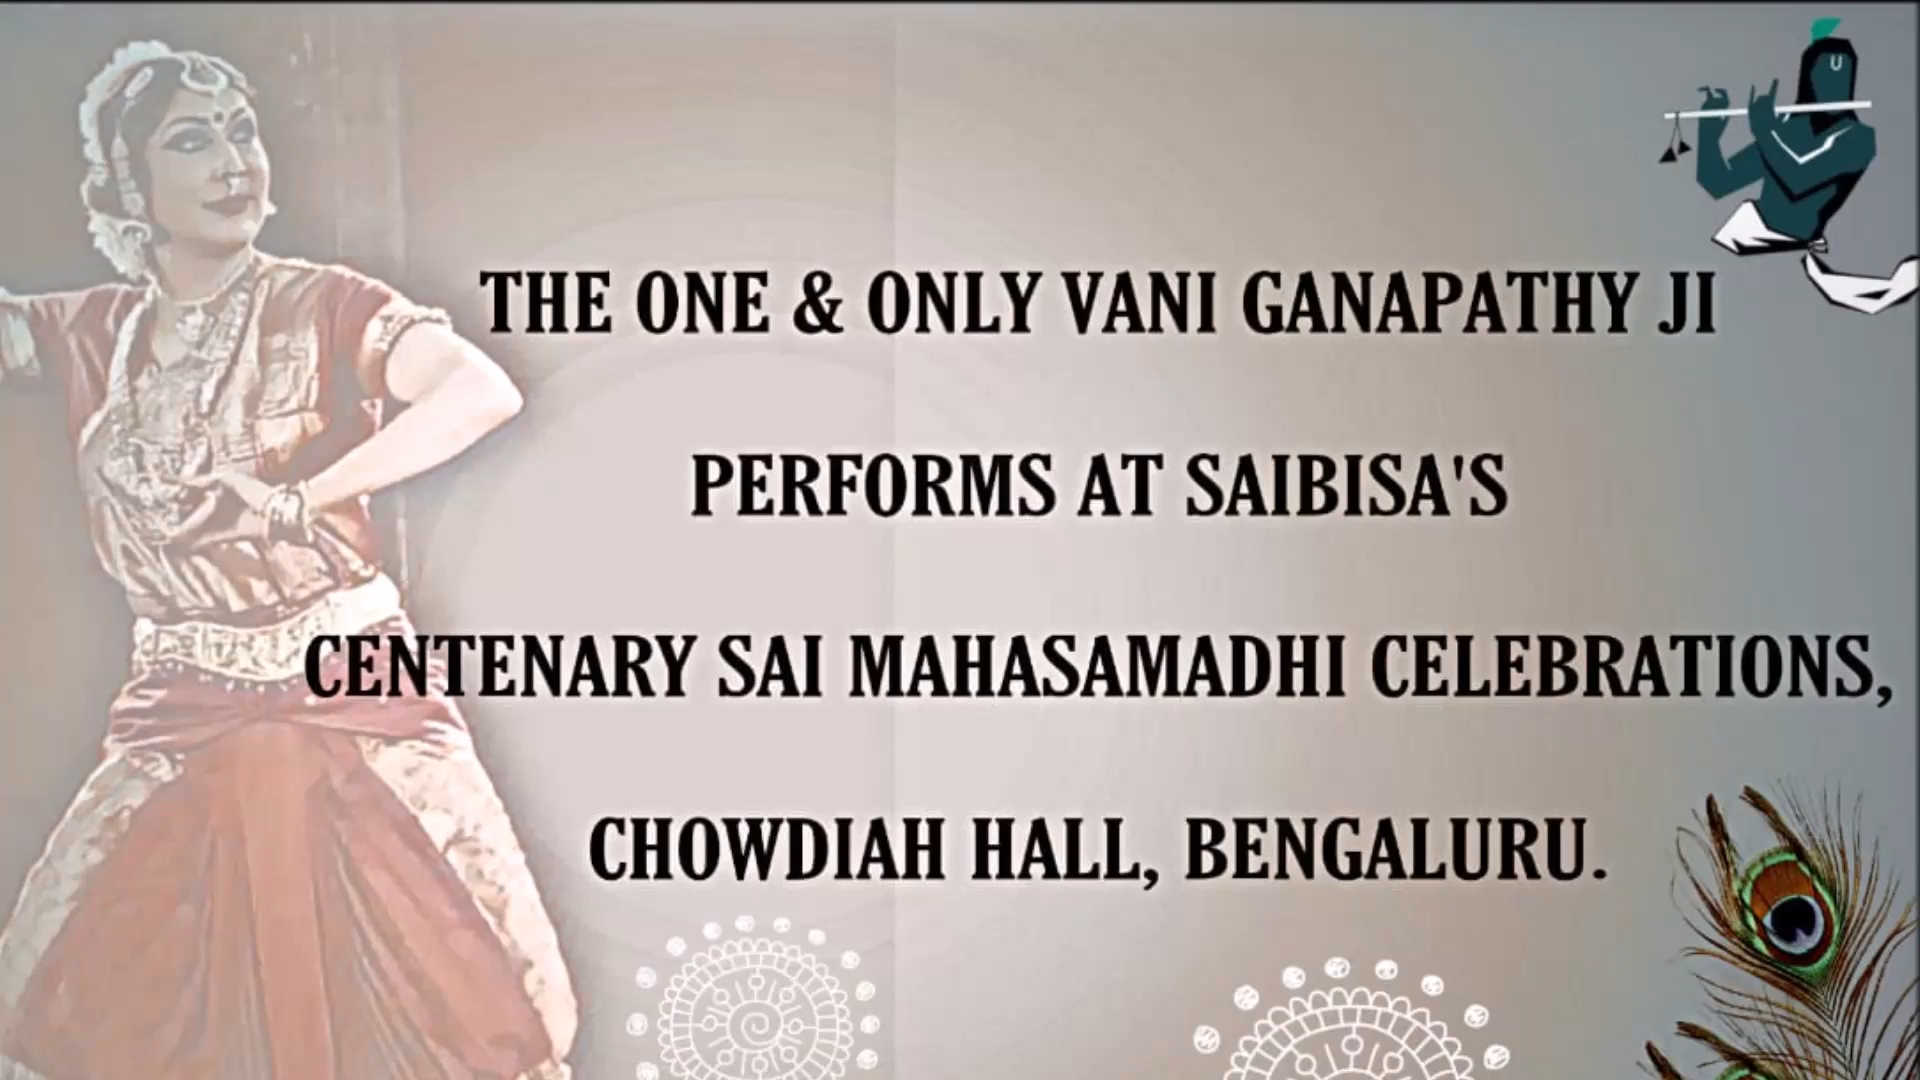 THE ONE & ONLY VANI GANAPATHY JI
PERFORMS AT SAIBISA'S
CENTENARY SAI MAHASAMADHI CELEBRATIONS,
CHOWDIAH HALL, BENGALURU.